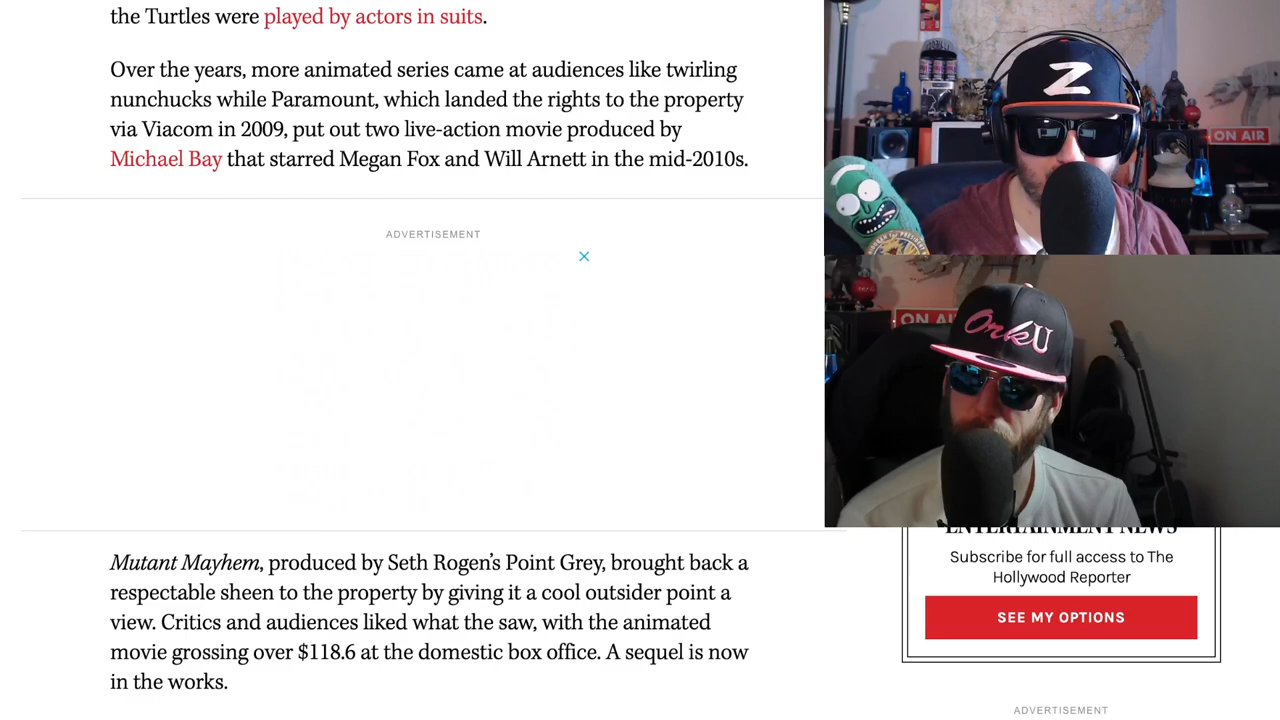 the Turtles were played by actors in suits.
Over the years, more animated series came at audiences like twirling
nunchucks while Paramount, which landed the rights to the property
via Viacom in 2009, put out two live-action movie produced by
Michael Bay that starred Megan Fox and Will Arnett in the mid-2010s.
ADVERTISEMENT
Mutant Mayhem, produced by Seth Rogen’s Point Grey, brought back a
respectable sheen to the property by giving it a cool outsider point a
view. Critics and audiences liked what the saw, with the animated
movie grossing over $118.6 at the domestic box office. A sequel is now
in the works.
Z
ON AIR
ON AI
OrkU
ENTERTAINMENT NEWS
Subscribe for full access to The
Hollywood Reporter
SEE MY OPTIONS
ADVERTISEMENT